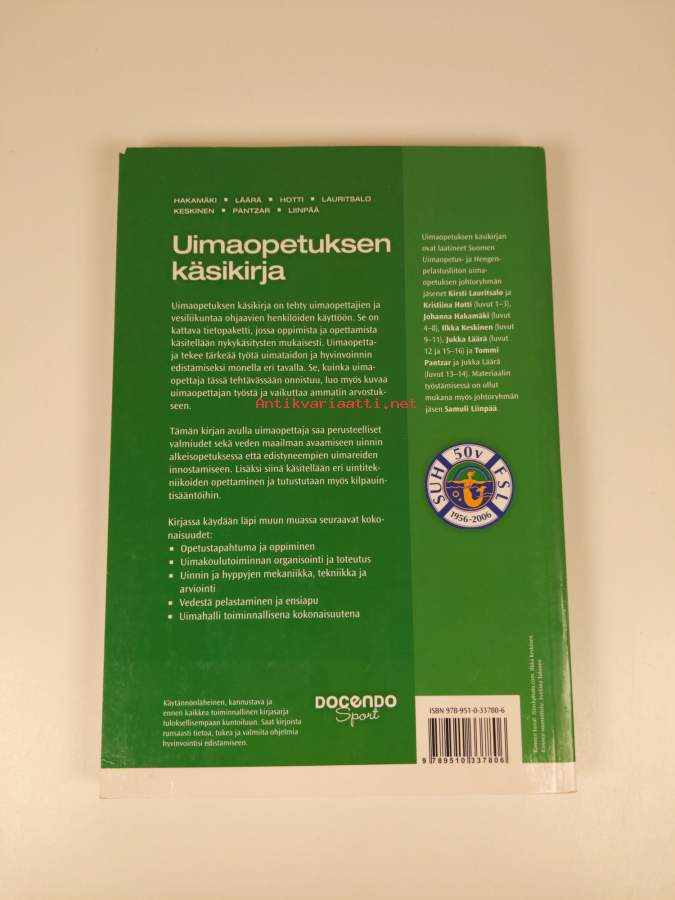 HAKAMÄKI ■ LÄÄRÄ ■ HOTTI ■ LAURITSALO
KESKINEN ■ PANTZAR ■ LIINPÄÄ
Uimaopetuksen
käsikirja
Uimaopetuksen käsikirja on tehty uimaopettajien ja
vesiliikuntaa ohjaavien henkilöiden käyttöön. Se on
kattava tietopaketti, jossa oppimista ja opettamista
käsitellään nykykäsitysten mukaisesti. Uimaopetta-
ja tekee tärkeää työtä uimataidon ja hyvinvoinnin
edistämiseksi monella eri tavalla. Se, kuinka uima-
opettaja tässä tehtävässään onnistuu, luo myös kuvaa
uimaopettajan työstä ja vaikuttaa ammatin arvostuk-
seen.
Tämän kirjan avulla uimaopettaja saa perusteelliset
valmiudet sekä veden maailman avaamiseen uinnin
alkeisopetuksessa että edistyneempien uimareiden
innostamiseen. Lisäksi siinä käsitellään eri uintitek-
niikoiden opettaminen ja tutustutaan myös kilpauin-
tisääntöihin.
Kirjassa käydään läpi muun muassa seuraavat koko-
naisuudet:
■ Opetustapahtuma ja oppiminen
■ Uimakoulutoiminnan organisointi ja toteutus
■ Uinnin ja hyppyjen mekaniikka, tekniikka ja
arviointi
■ Vedestä pelastaminen ja ensiapu
■ Uimahalli toiminnallisena kokonaisuutena
Käytännönläheinen, kannustava ja
ennen kaikkea toiminnallinen kirjasarja
tuloksellisempaan kuntoiluun. Saat kirjoista
runsaasti tietoa, tukea ja valmiita ohjelmia
hyvinvointisi edistämiseen.
DOCENDO
Sport
Uimaopetuksen käsikirjan
ovat laatineet Suomen
Uimaopetus- ja Hengen-
pelastusliiton uima-
opetuksen johtoryhmän
jäsenet Kirsti Lauritsalo ja
Kristiina Hotti (luvut 1–3),
Johanna Hakamäki (luvut
4–8), Ilkka Keskinen (luvut
9–11), Jukka Läärä (luvut
12 ja 15–16) ja Tommi
Pantzar ja Jukka Läärä
(luvut 13–14). Materiaalin
työstämisessä on ollut
mukana myös johtoryhmän
jäsen Samuli Liinpää.
SUH 50v FSL
1956-2006
ISBN 978-951-0-33780-6
9 789510 337806
Antikvariaatti.net